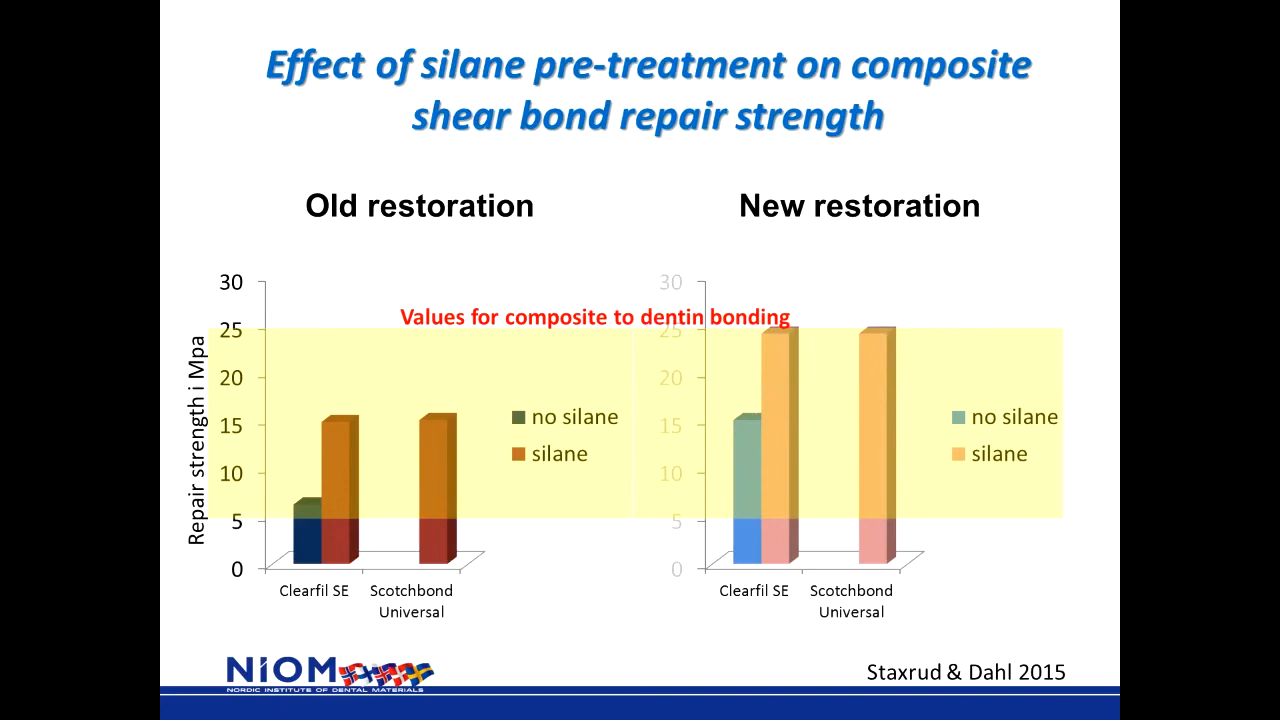 Effect of silane pre-treatment on composite
shear bond repair strength
Old restoration
New restoration
Values for composite to dentin bonding
Repair strength i Mpa
30
25
20
15
10
5
0
Clearfil SE
Scotchbond
Universal
no silane
silane
30
25
20
15
10
5
0
Clearfil SE
Scotchbond
Universal
no silane
silane
NIOM
NORDIC INSTITUTE OF DENTAL MATERIALS
Staxrud & Dahl 2015